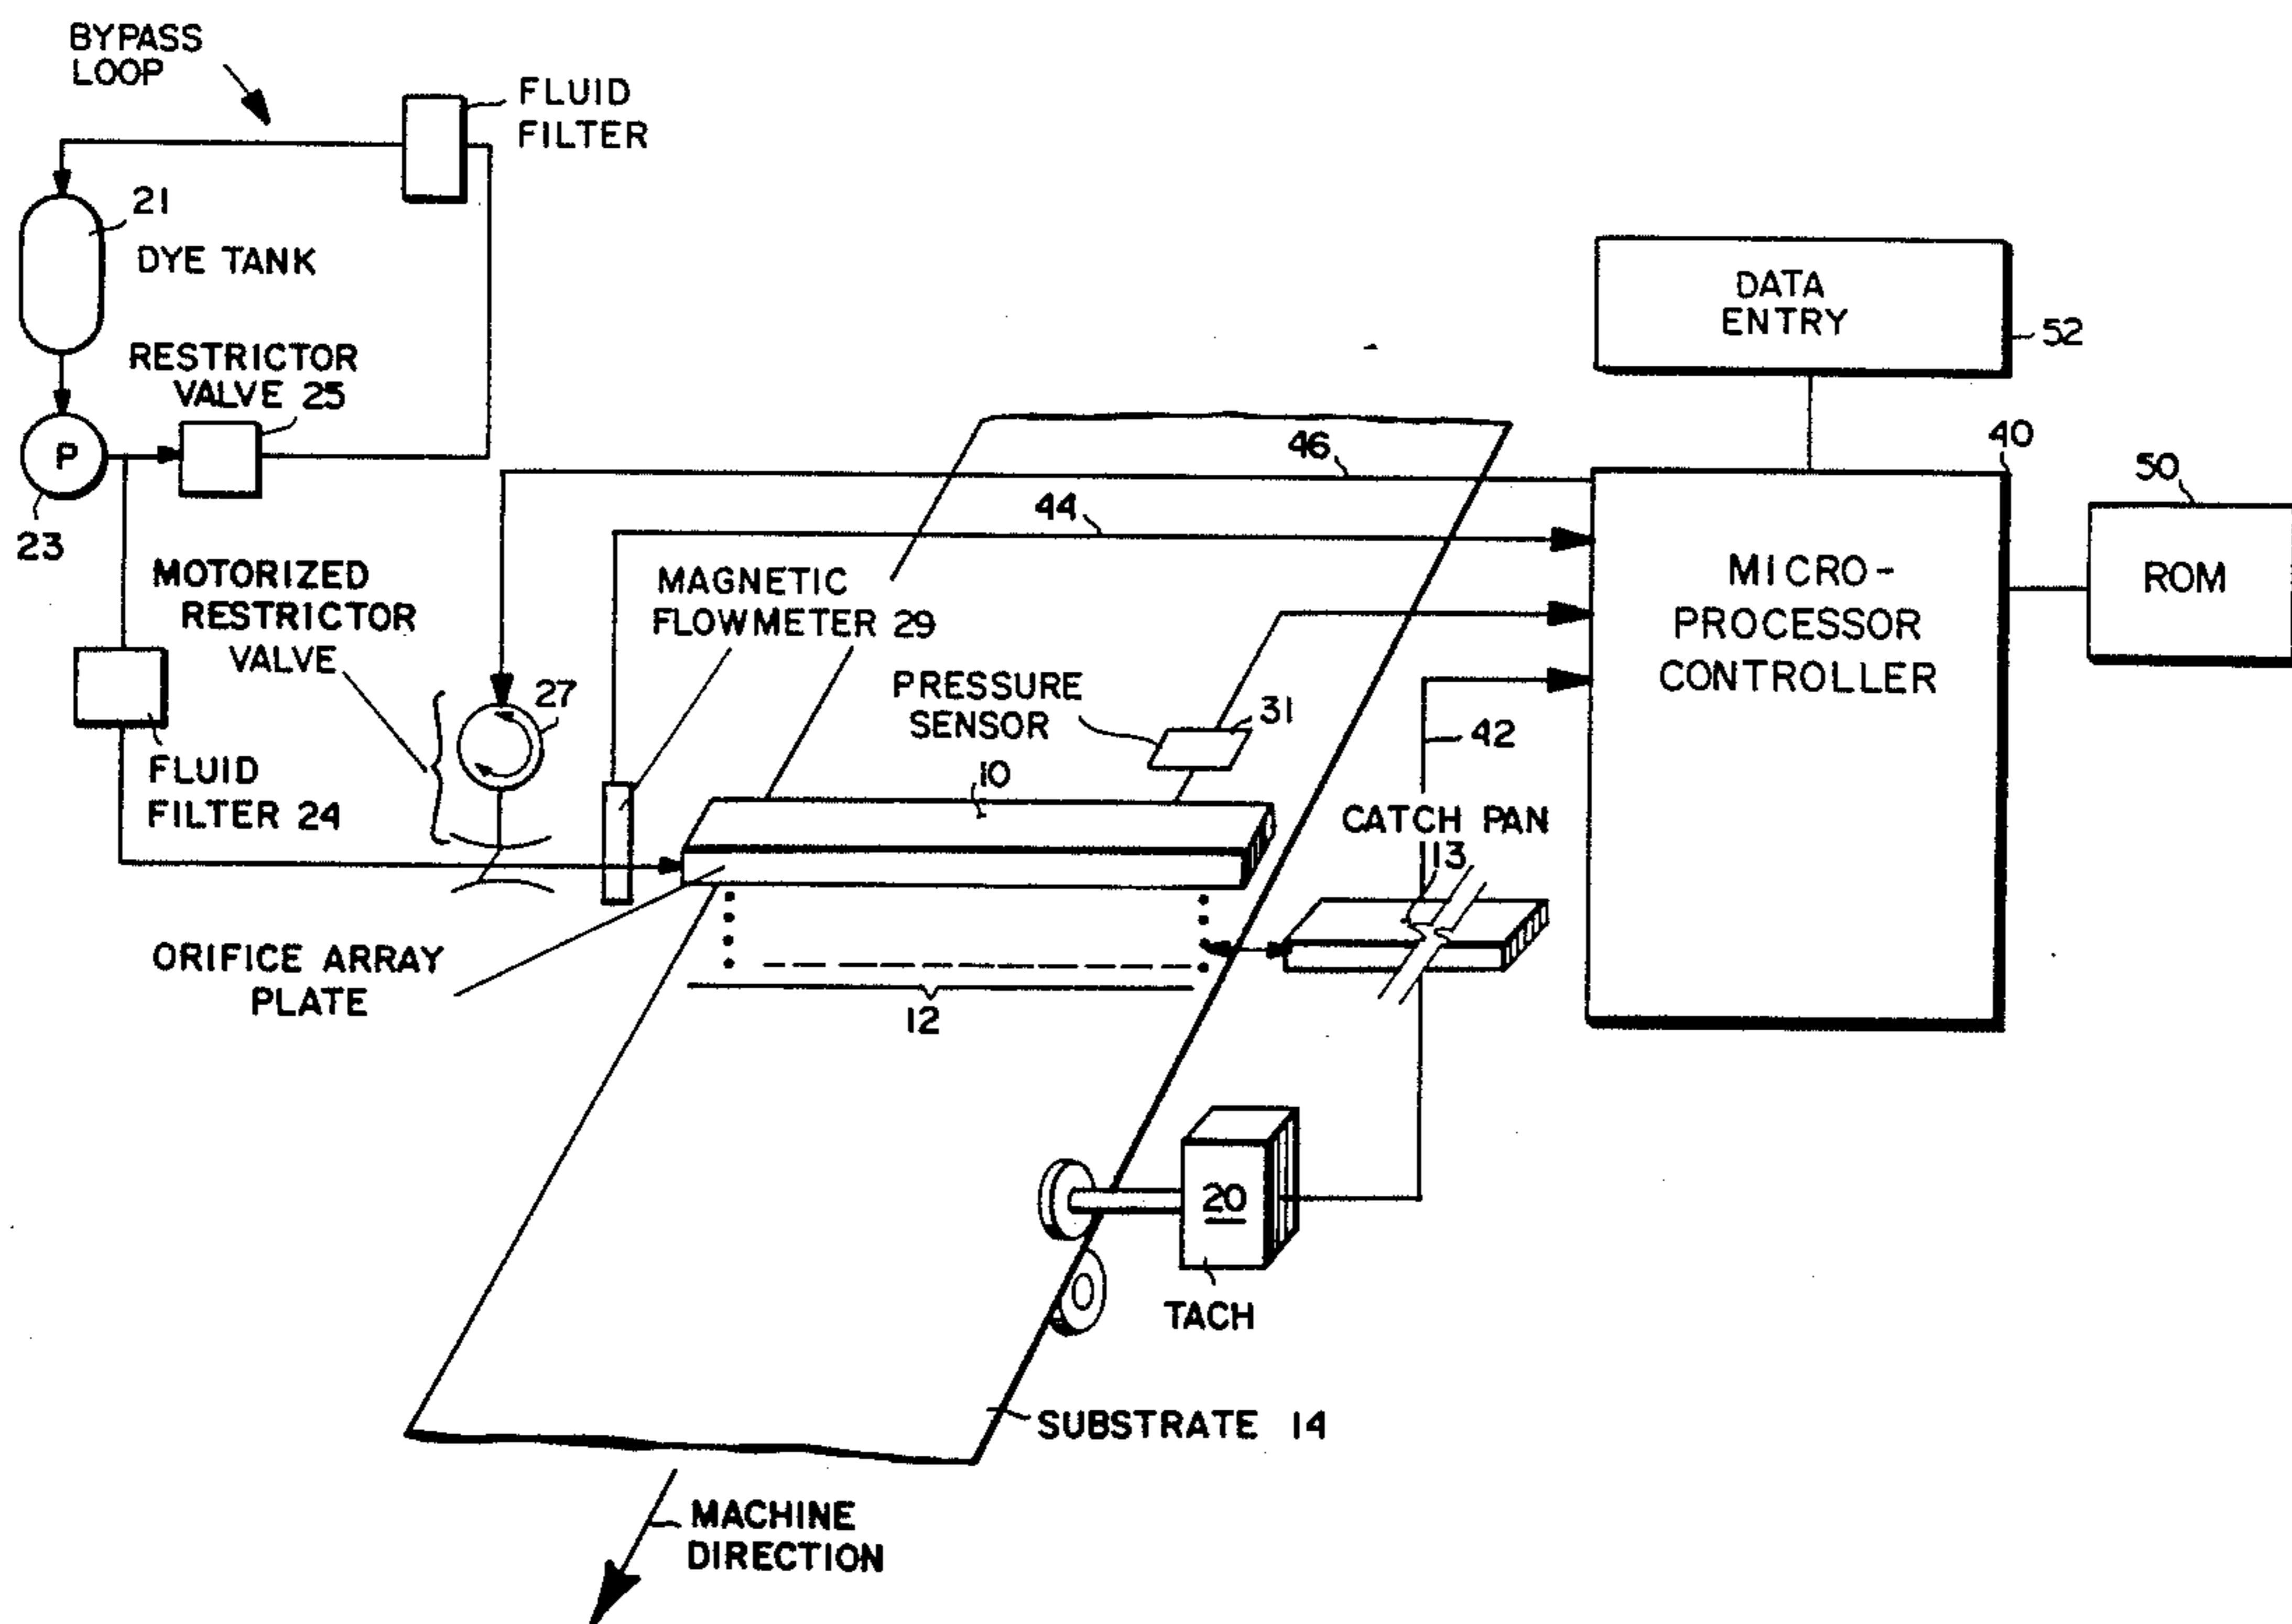 BYPASS
LOOP
FLUID
FILTER
21
DYE TANK
RESTRICTOR
VALVE 25
P
23
MOTORIZED
RESTRICTOR
VALVE
27
FLUID
FILTER 24
MAGNETIC
FLOWMETER 29
46
44
PRESSURE
SENSOR
31
10
ORIFICE ARRAY
PLATE
12
CATCH PAN
13
42
DATA
ENTRY
52
40
MICRO-
PROCESSOR
CONTROLLER
50
ROM
20
TACH
SUBSTRATE 14
MACHINE
DIRECTION